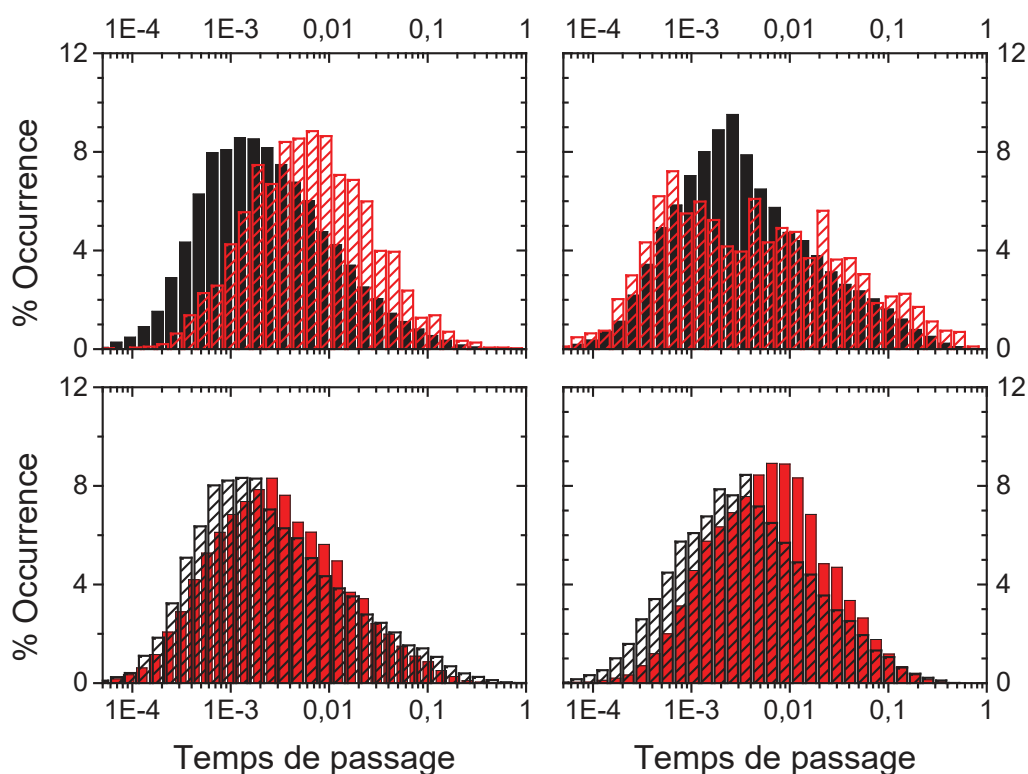 1E-4 1E-3 0,01 0,1 1 1E-4 1E-3 0,01 0,1 1
12 12
8 8
4 4
0 0
% Occurrence
12 12
8 8
4 4
0 0
% Occurrence
1E-4 1E-3 0,01 0,1 1 1E-4 1E-3 0,01 0,1 1
Temps de passage Temps de passage